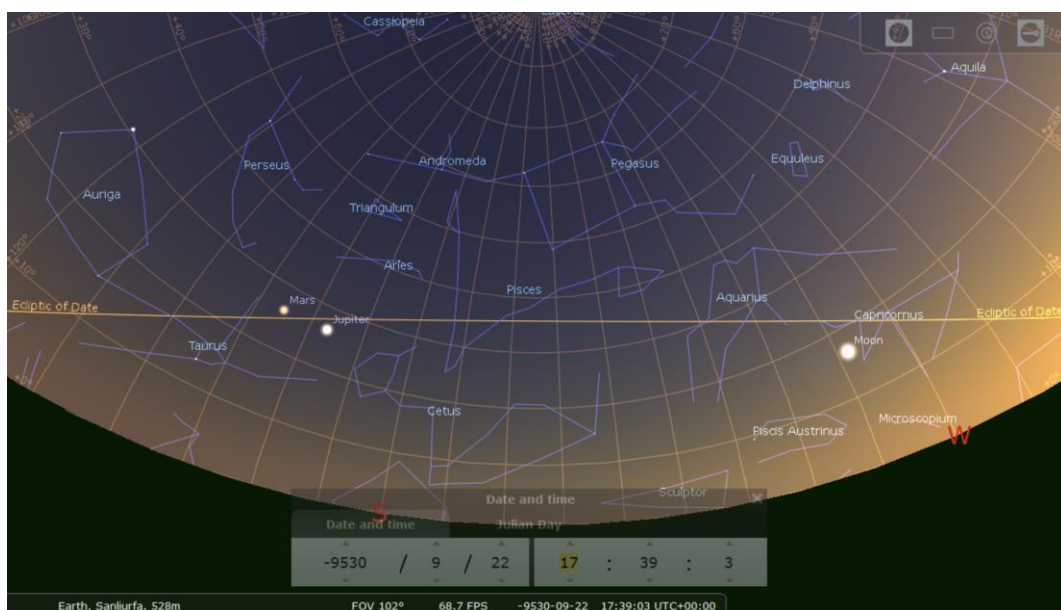 Cassiopeia
Aquila
Delphinus
Perseus
Andromeda
Pegasus
Equuleus
Auriga
Triangulum
Aries
Pisces
Aquarius
Mars
Ecliptic of Date
Jupiter
Capricornus
Ecliptic of Date
Moon
Taurus
Cetus
Microscopium
Piscis Austrinus
W
Sculptor
S
Date and time
×
Date and time Julian Day
-9530 / 9 / 22 17 : 39 : 3
Earth, Sanliurfa, 528m FOV 102° 68.7 FPS -9530-09-22 17:39:03 UTC+00:00